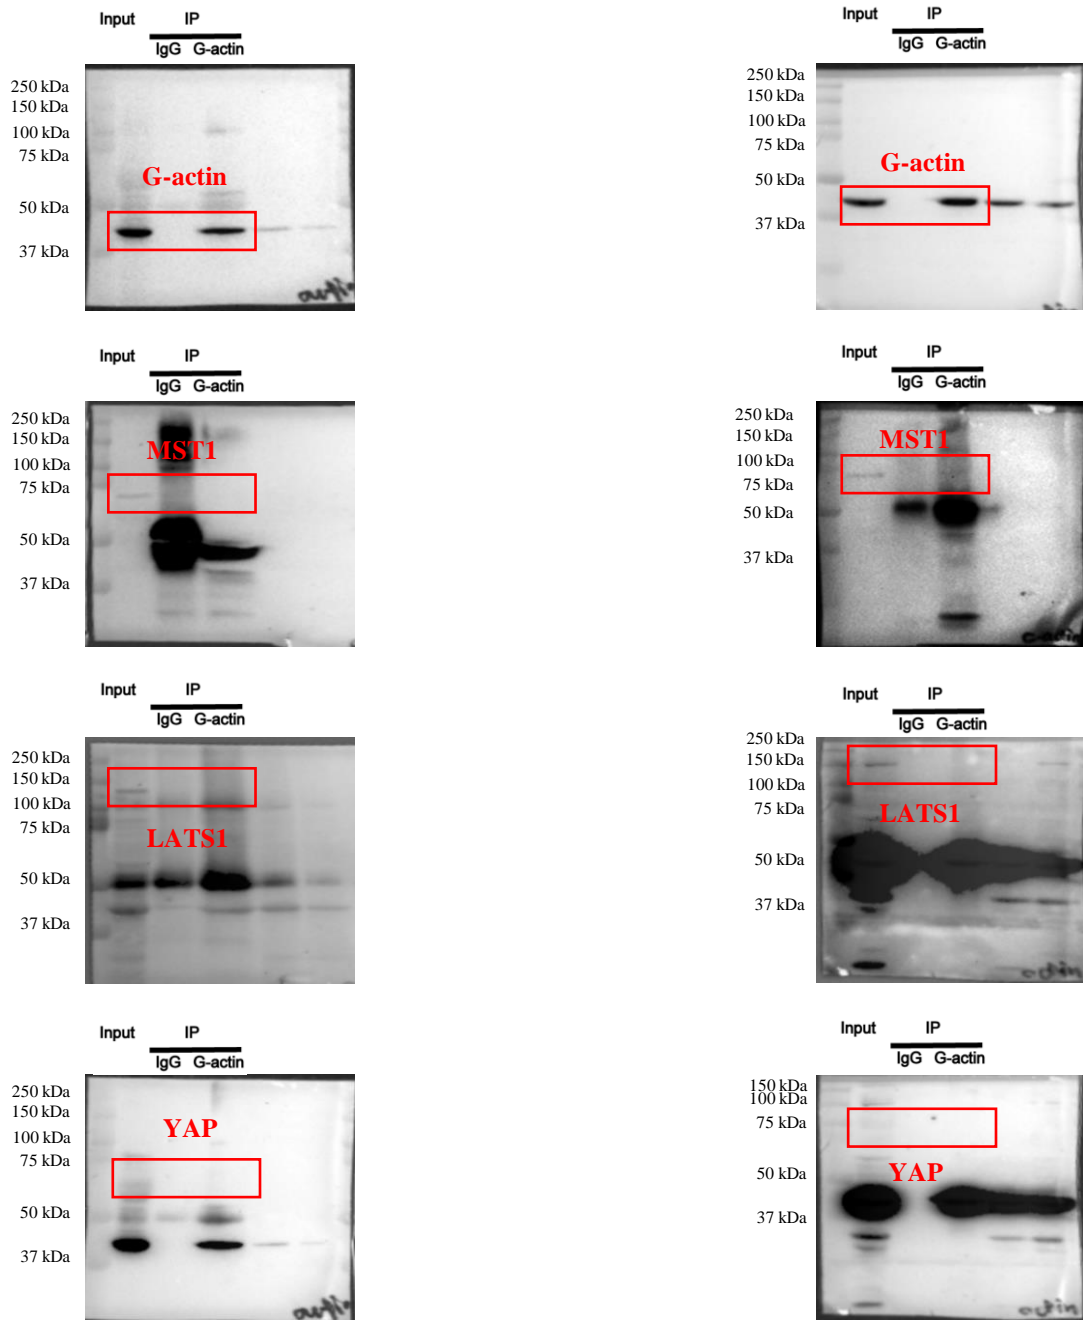 Input IP
IgG G-actin
250 kDa
150 kDa
100 kDa
75 kDa
50 kDa
37 kDa
G-actin
Input IP
IgG G-actin
250 kDa
150 kDa
100 kDa
75 kDa
50 kDa
37 kDa
G-actin
Input IP
IgG G-actin
250 kDa
150 kDa
100 kDa
75 kDa
50 kDa
37 kDa
MST1
Input IP
IgG G-actin
250 kDa
150 kDa
100 kDa
75 kDa
50 kDa
37 kDa
MST1
Input IP
IgG G-actin
250 kDa
150 kDa
100 kDa
75 kDa
50 kDa
37 kDa
LATS1
Input IP
IgG G-actin
250 kDa
150 kDa
100 kDa
75 kDa
50 kDa
37 kDa
LATS1
Input IP
IgG G-actin
250 kDa
150 kDa
100 kDa
75 kDa
50 kDa
37 kDa
YAP
Input IP
IgG G-actin
150 kDa
100 kDa
75 kDa
50 kDa
37 kDa
YAP